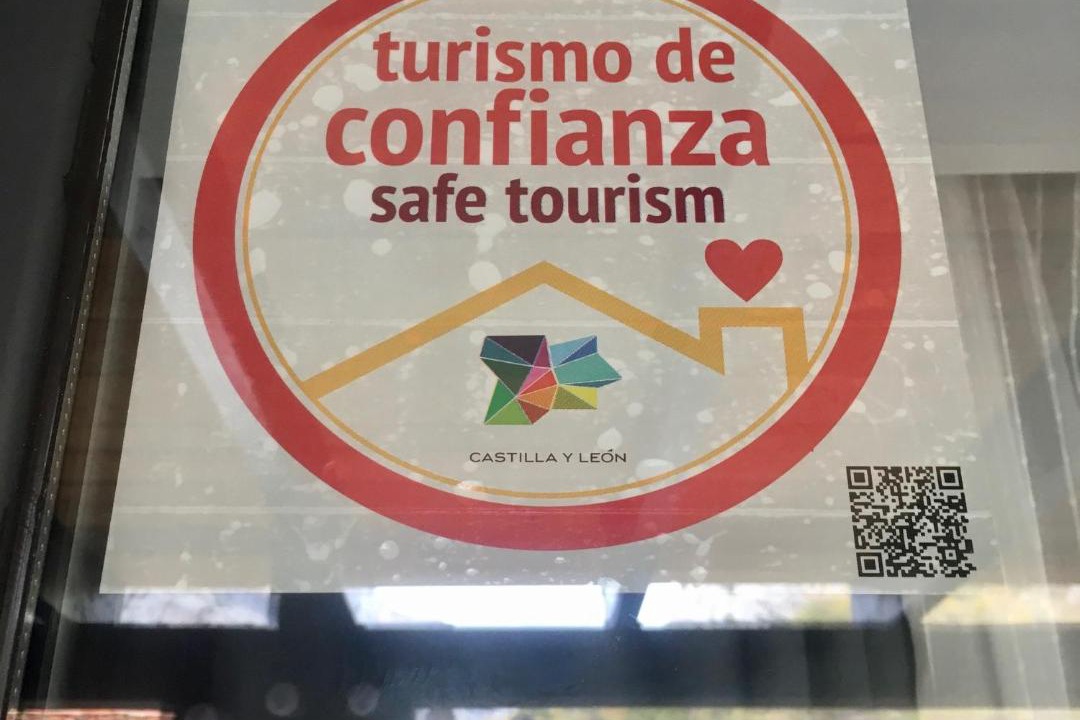 turismo de
confianza
safe tourism
CASTILLA Y LEÓN